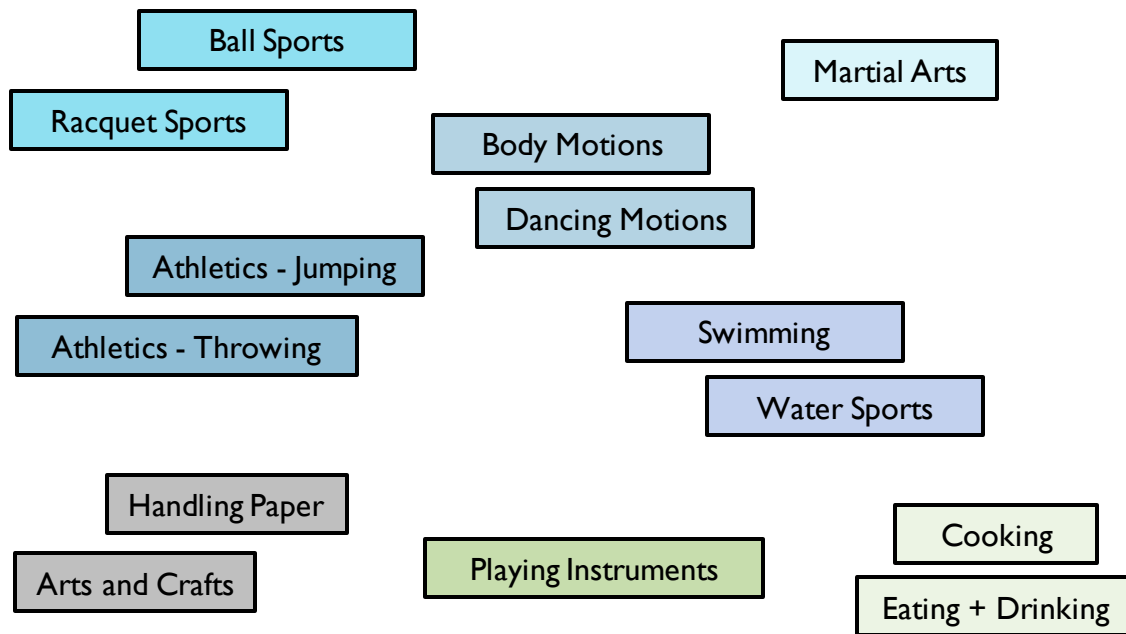 Ball Sports
Martial Arts
Racquet Sports
Body Motions
Dancing Motions
Athletics - Jumping
Athletics - Throwing
Swimming
Water Sports
Handling Paper
Cooking
Playing Instruments
Arts and Crafts
Eating + Drinking